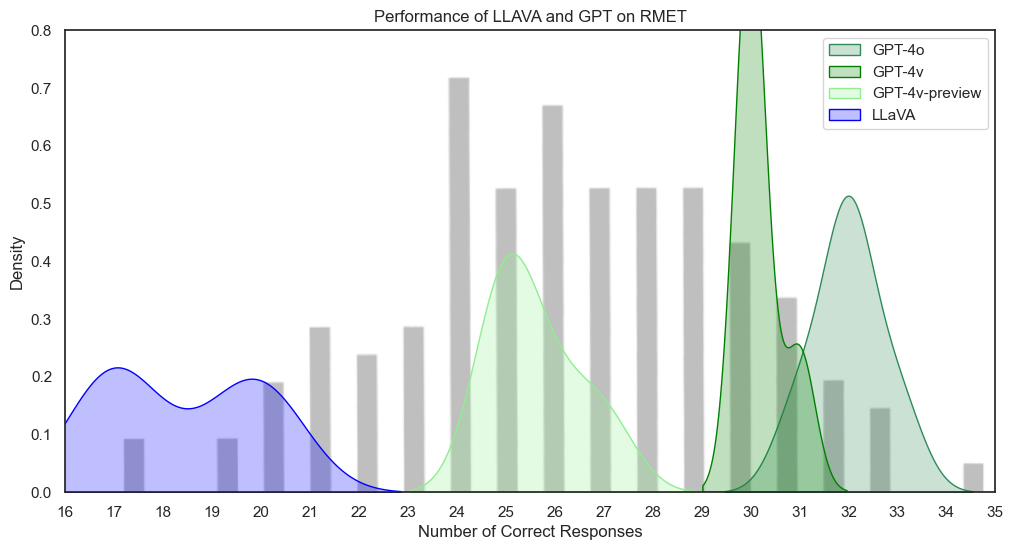 Performance of LLAVA and GPT on RMET
0.8
0.7
0.6
0.5
0.4
0.3
0.2
0.1
0.0
Density
GPT-4o
GPT-4v
GPT-4v-preview
LLaVA
16 17 18 19 20 21 22 23 24 25 26 27 28 29 30 31 32 33 34 35
Number of Correct Responses